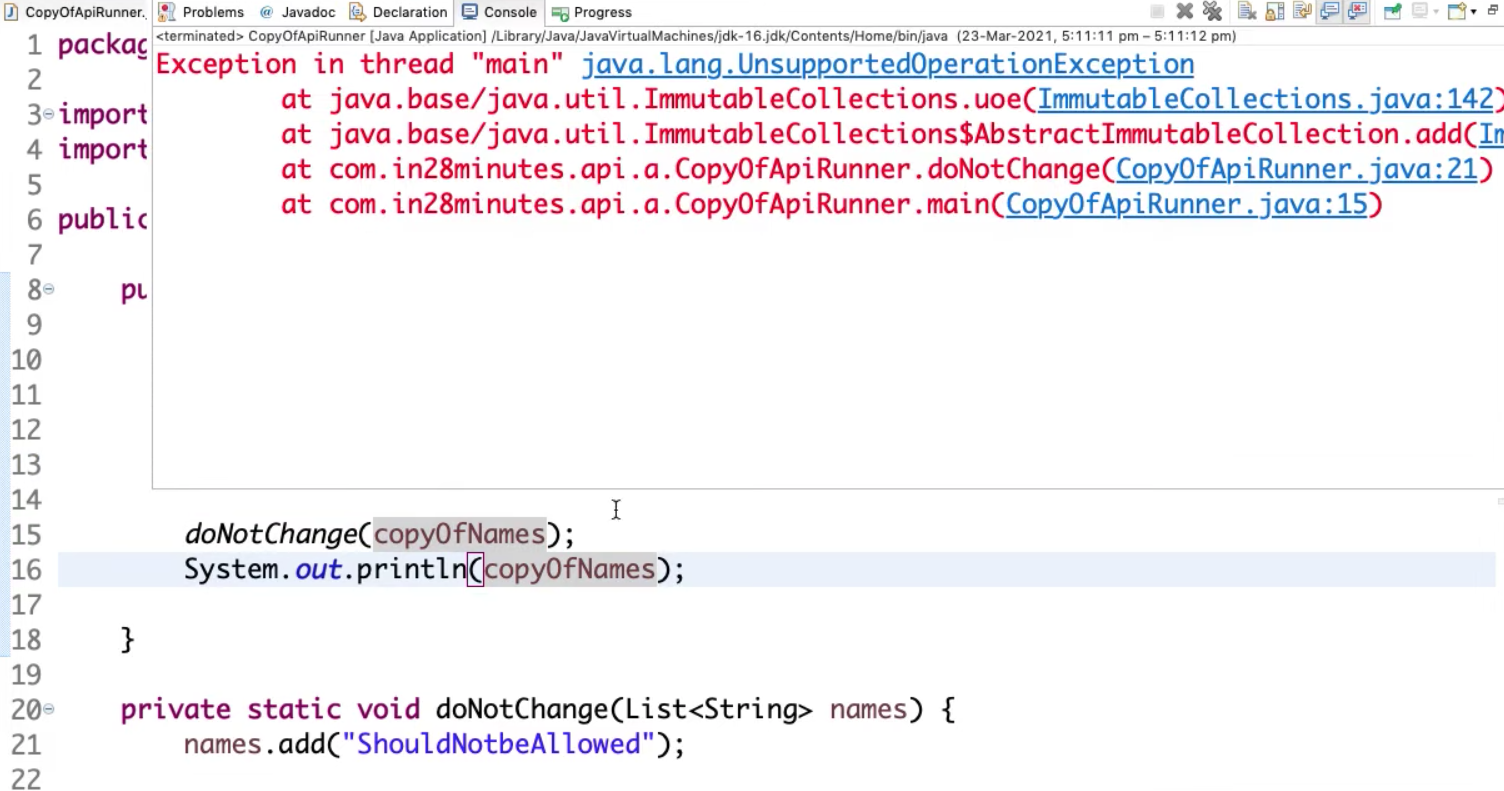 CopyOfApiRunner.
Problems @ Javadoc Declaration Console Progress
<terminated> CopyOfApiRunner [Java Application] /Library/Java/JavaVirtualMachines/jdk-16.jdk/Contents/Home/bin/java (23-Mar-2021, 5:11:11 pm – 5:11:12 pm)
Exception in thread "main" java.lang.UnsupportedOperationException
at java.base/java.util.ImmutableCollections.uoe(ImmutableCollections.java:142)
at java.base/java.util.ImmutableCollections$AbstractImmutableCollection.add(Im
at com.in28minutes.api.a.CopyOfApiRunner.doNotChange(CopyOfApiRunner.java:21)
at com.in28minutes.api.a.CopyOfApiRunner.main(CopyOfApiRunner.java:15)
1 packag
2
3 import
4 import
5
6 public
7
8 pu
9
10
11
12
13
14
15 doNotChange(copyOfNames);
16 System.out.println(copyOfNames);
17
18 }
19
20 private static void doNotChange(List<String> names) {
21 names.add("ShouldNotbeAllowed");
22